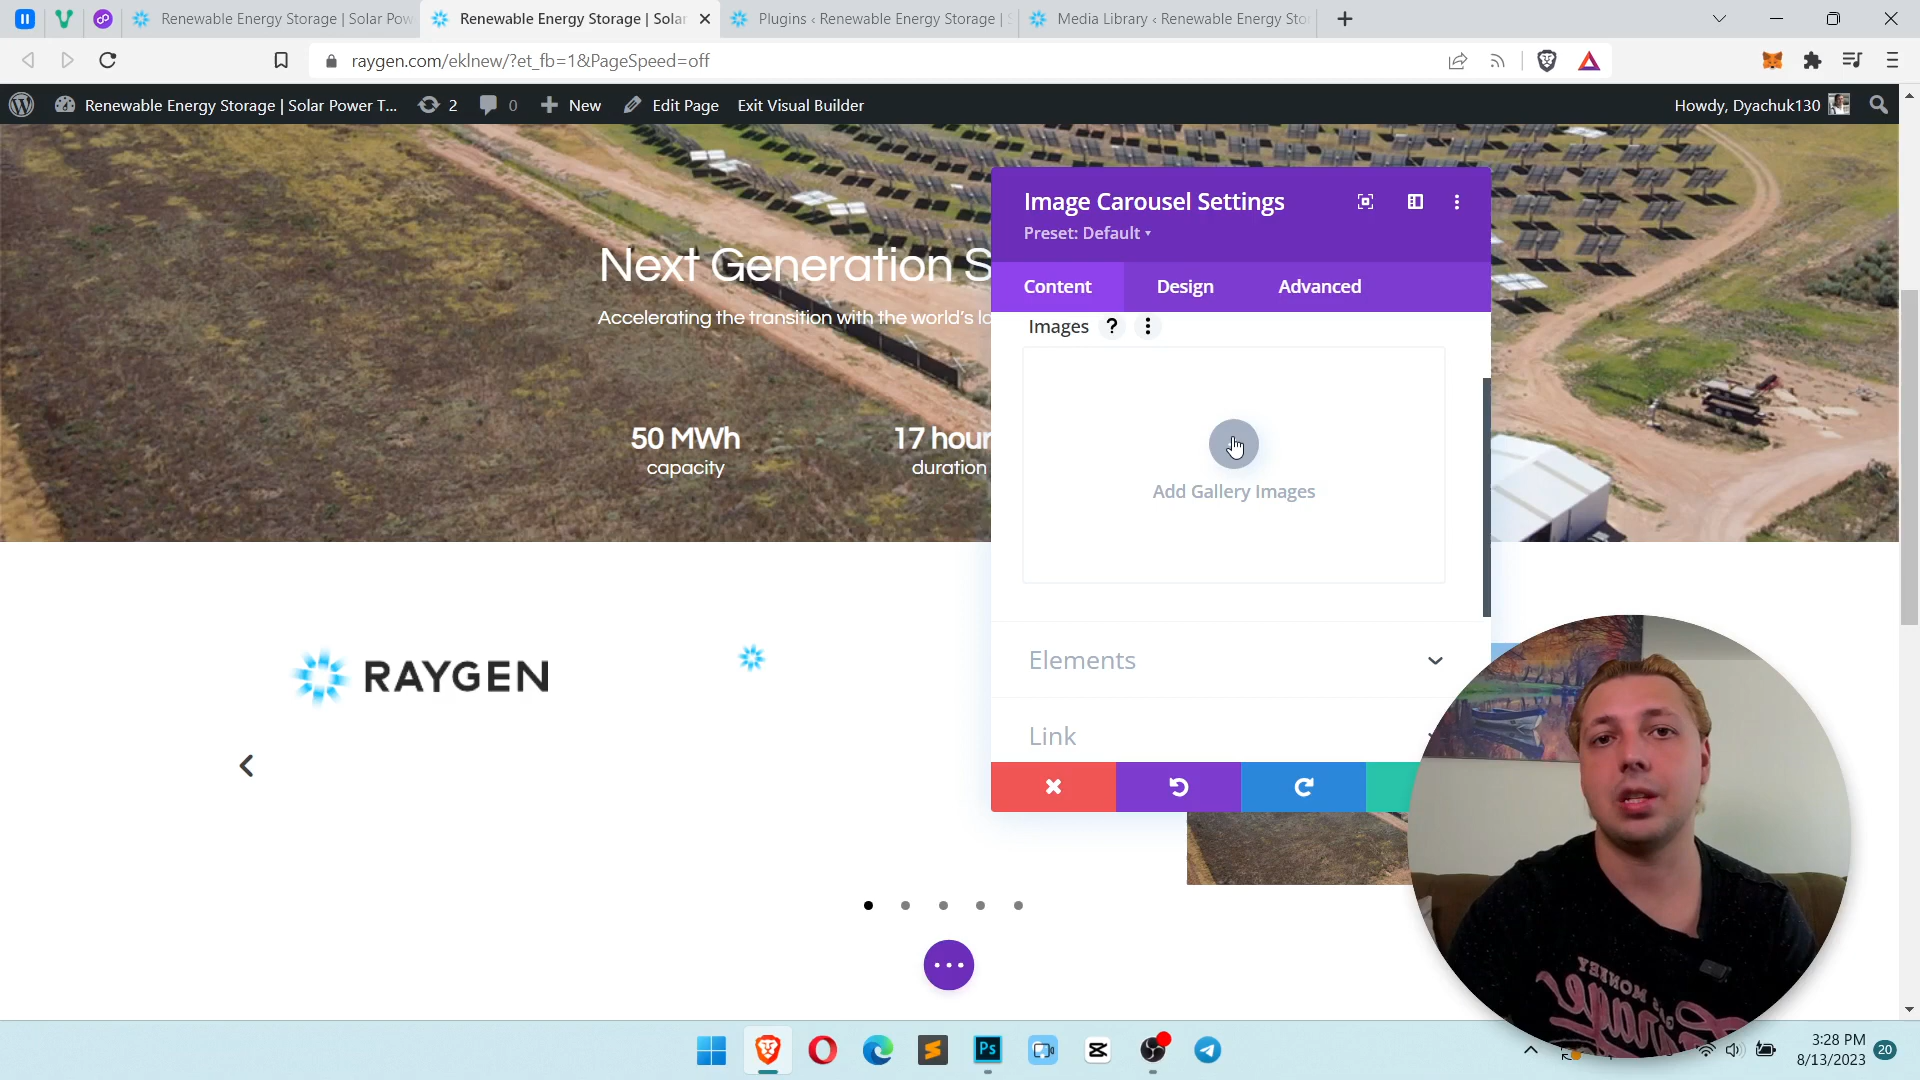 Renewable Energy Storage | Solar Pow
Renewable Energy Storage | Solar
Plugins ‹ Renewable Energy Storage | S
Media Library ‹ Renewable Energy Stor
raygen.com/eklnew/?et_fb=1&PageSpeed=off
Renewable Energy Storage | Solar Power T...
2
0
New
Edit Page
Exit Visual Builder
Howdy, Dyachuk130
Next Generation S
Accelerating the transition with the world's la
50 MWh
capacity
17 hour
duration
Image Carousel Settings
Preset: Default
Content
Design
Advanced
Images ?
Add Gallery Images
Elements
Link
RAYGEN
Ps
3:28 PM
8/13/2023
20